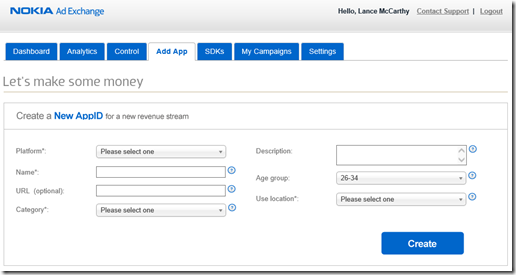 NOKIA Ad Exchange
Hello, Lance McCarthy Contact Support | Logout
Dashboard Analytics Control Add App SDKs My Campaigns Settings
Let's make some money
Create a New AppID for a new revenue stream
Platform*: Please select one
Name*:
URL (optional):
Category*: Please select one
Description:
Age group: 26-34
Use location*: Please select one
Create